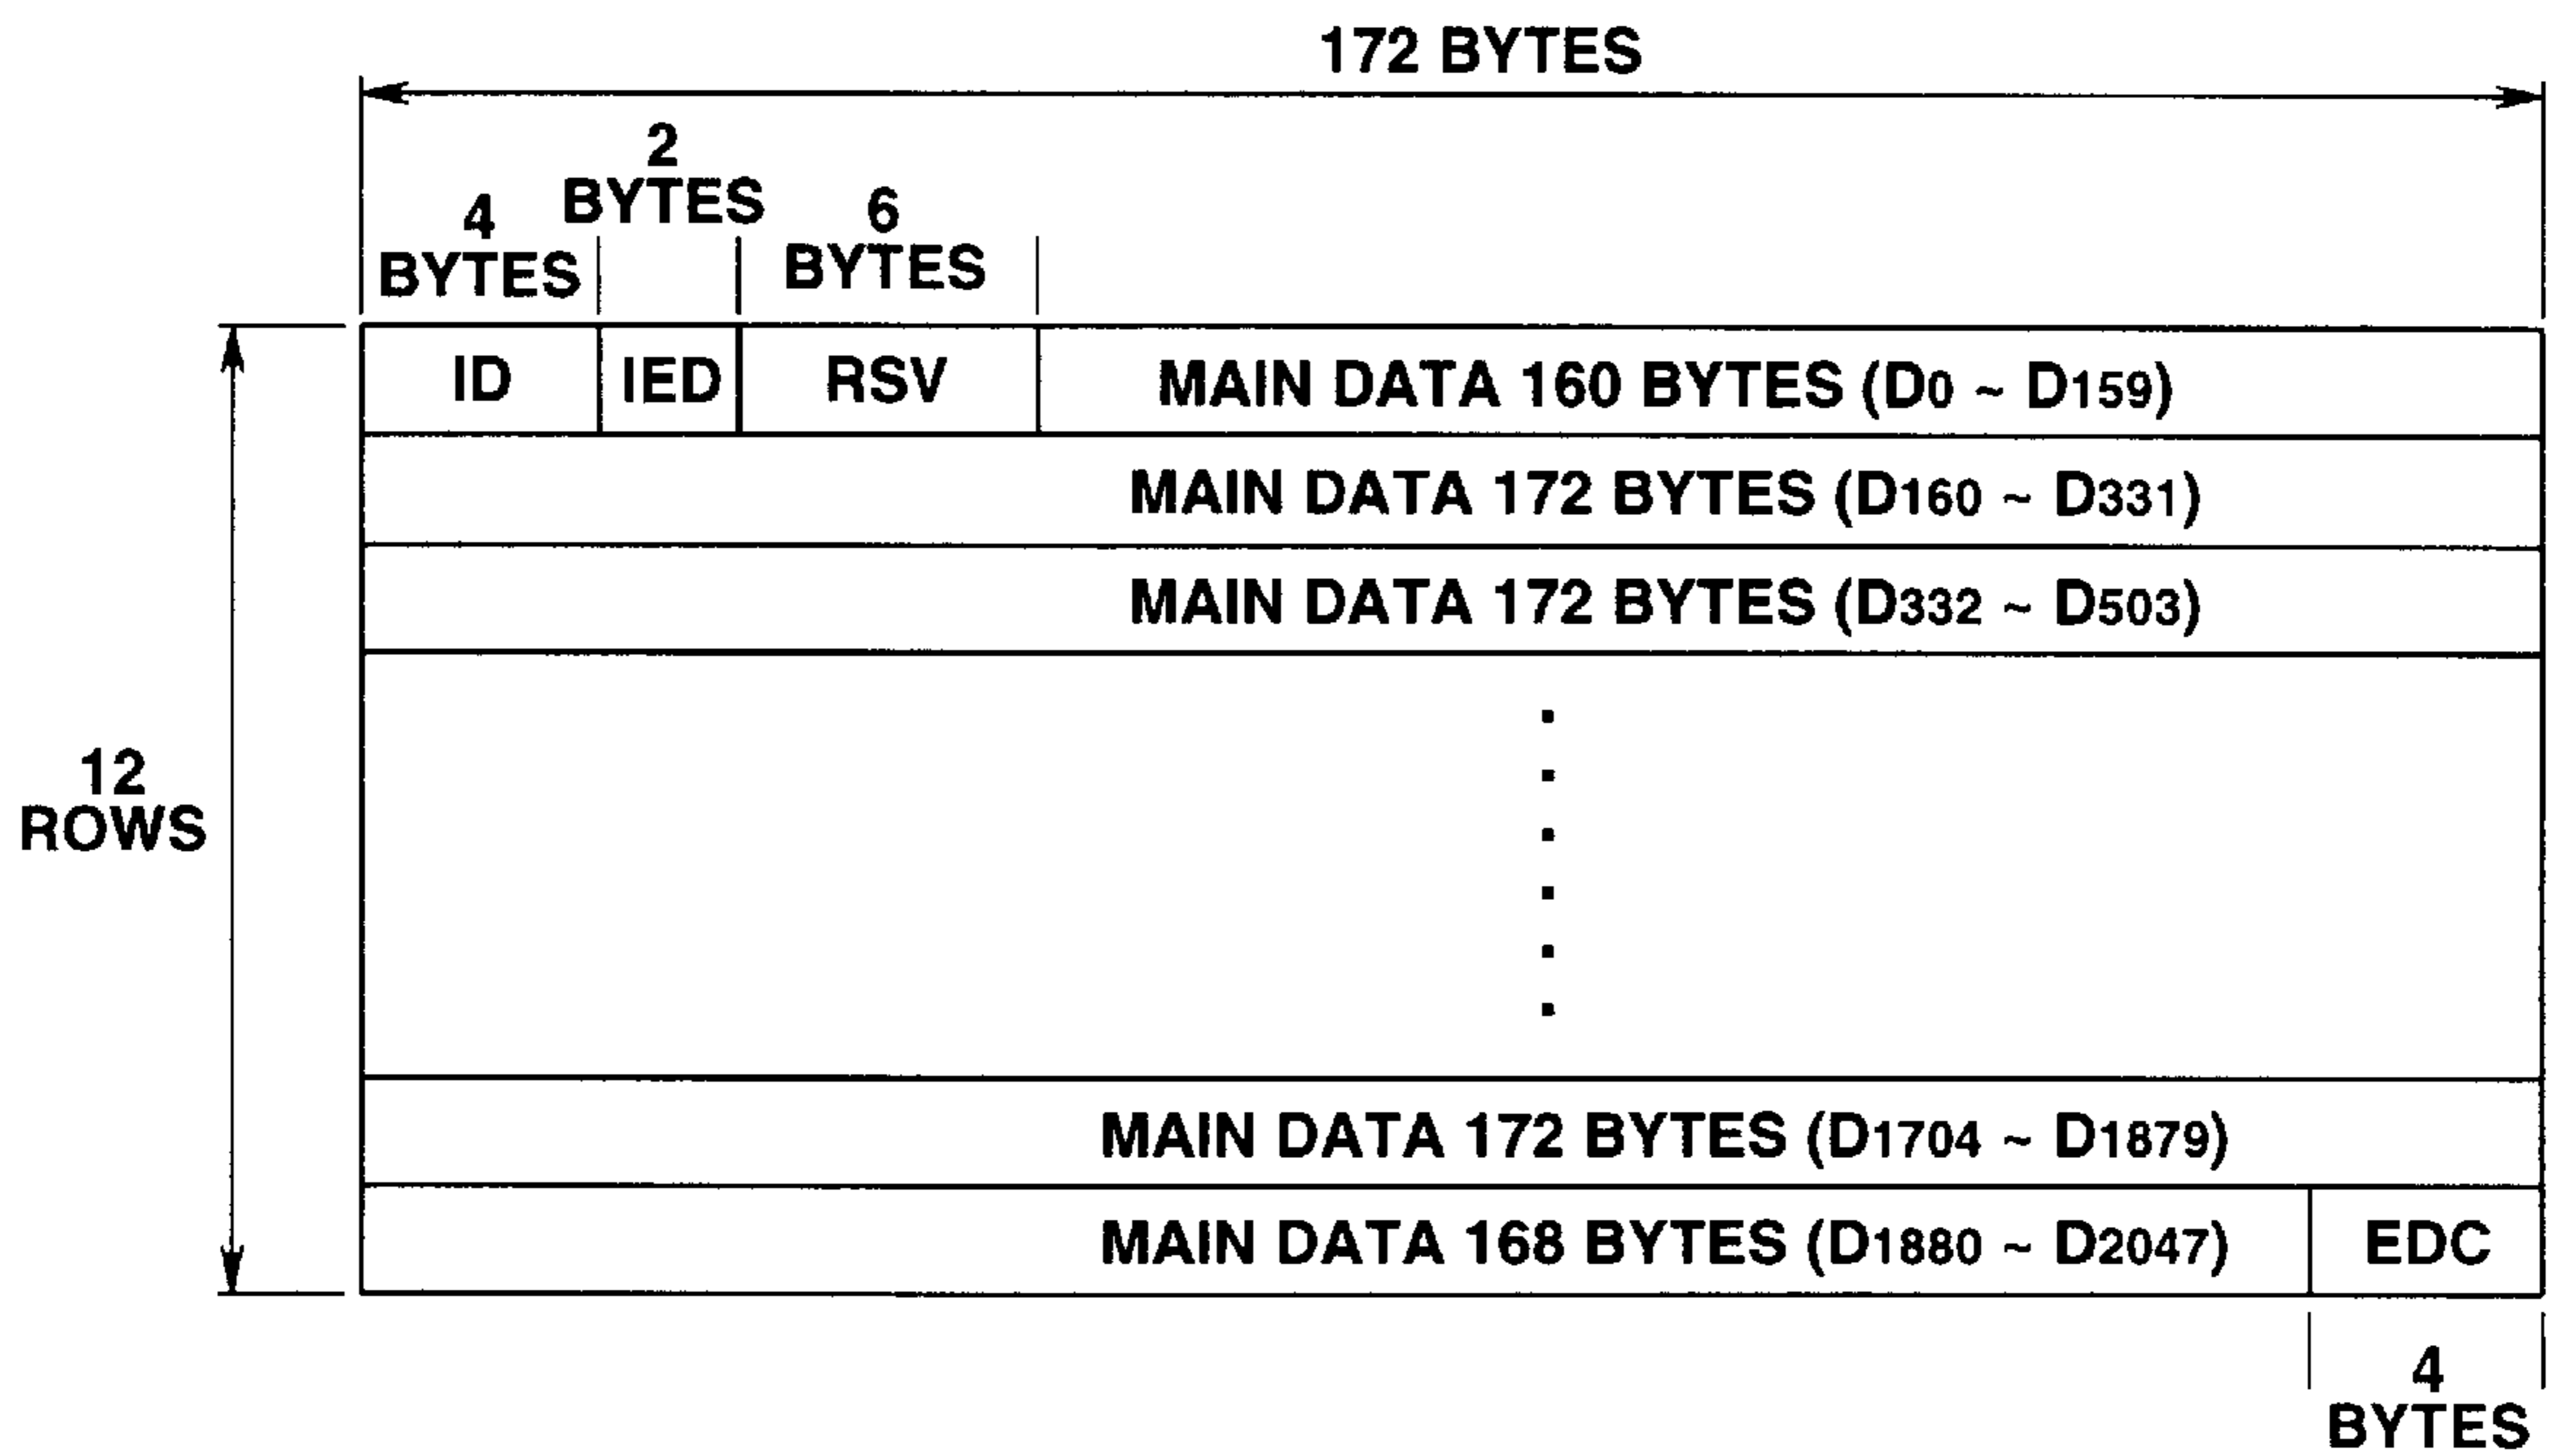 172 BYTES
2
BYTES
4
BYTES
6
BYTES
ID IED RSV MAIN DATA 160 BYTES (D0 ~ D159)
MAIN DATA 172 BYTES (D160 ~ D331)
MAIN DATA 172 BYTES (D332 ~ D503)
12
ROWS
MAIN DATA 172 BYTES (D1704 ~ D1879)
MAIN DATA 168 BYTES (D1880 ~ D2047) EDC
4
BYTES